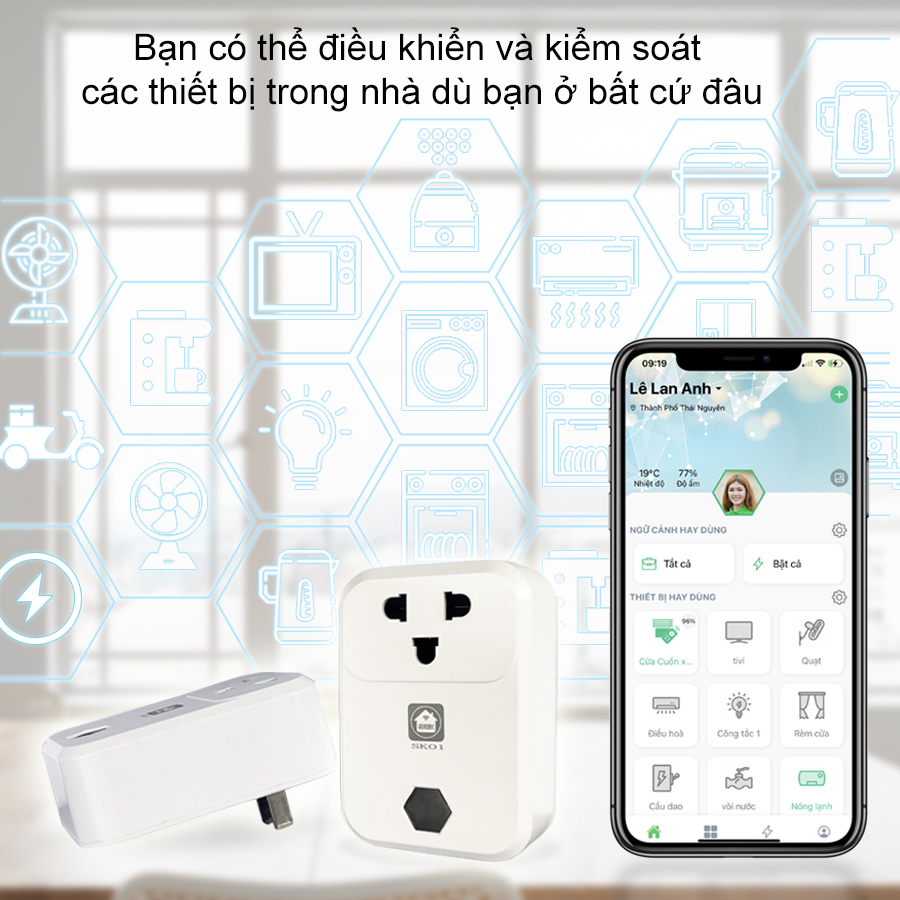 Bạn có thể điều khiển và kiểm soát
các thiết bị trong nhà dù bạn ở bất cứ đâu
09:19
Lê Lan Anh
Thành Phố Thái Nguyên
19°C
Nhiệt độ
77%
Độ ẩm
NGỮ CẢNH HAY DÙNG
Tắt cả
Bật cả
THIẾT BỊ HAY DÙNG
96%
Cửa Cuốn x...
tivi
Quạt
Điều hoà
Công tắc 1
Rèm cửa
Cầu dao
vòi nước
Nóng lạnh
SK01